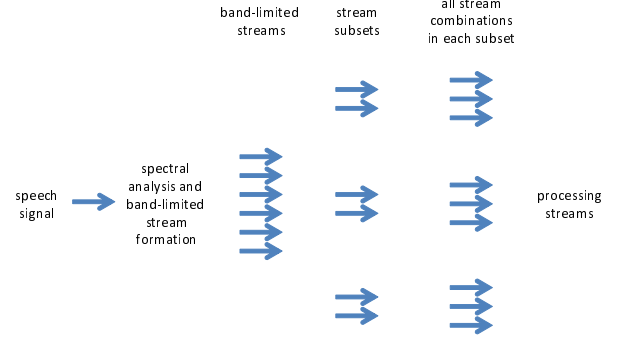 band-limited
streams
stream
subsets
all stream
combinations
in each subset
speech
signal
spectral
analysis and
band-limited
stream
formation
processing
streams